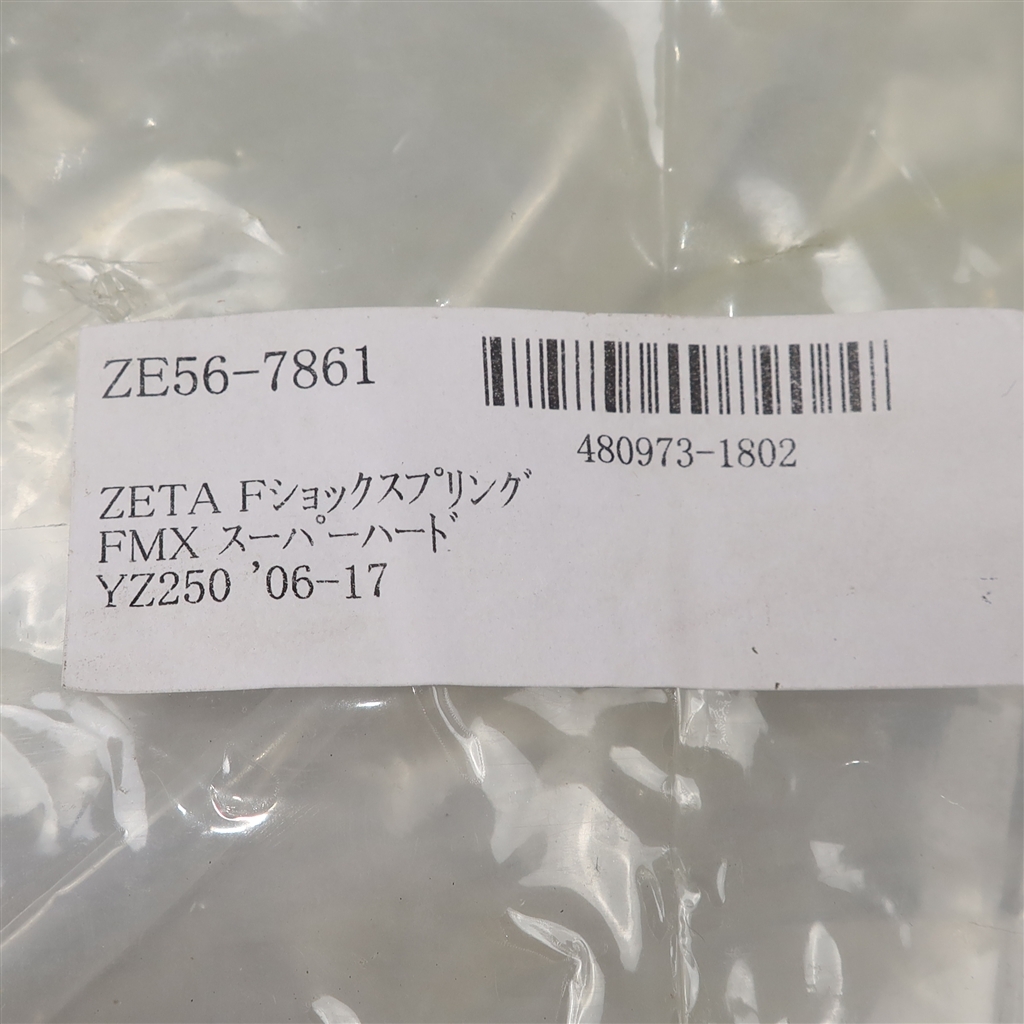 ZE56-7861
480973-1802
ZETA Fショックスプリング
FMX スーパーハード
YZ250 '06-17